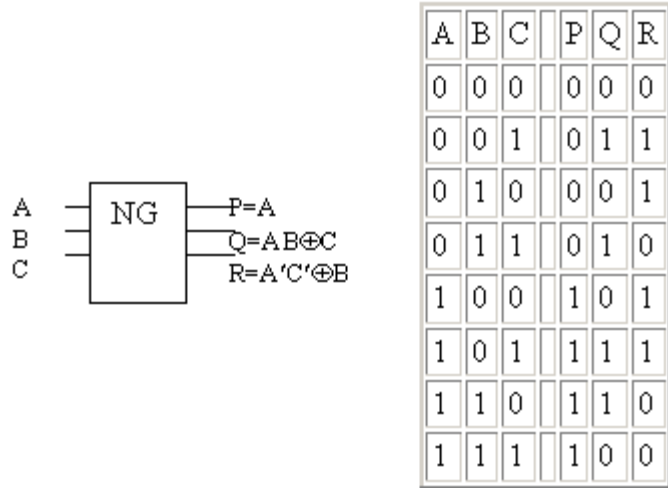 A
B
C
NG
P=A
Q=AB⊕C
R=A'C'⊕B
A B C P Q R
0 0 0 0 0 0
0 0 1 0 1 1
0 1 0 0 0 1
0 1 1 0 1 0
1 0 0 1 0 1
1 0 1 1 1 1
1 1 0 1 1 0
1 1 1 1 0 0